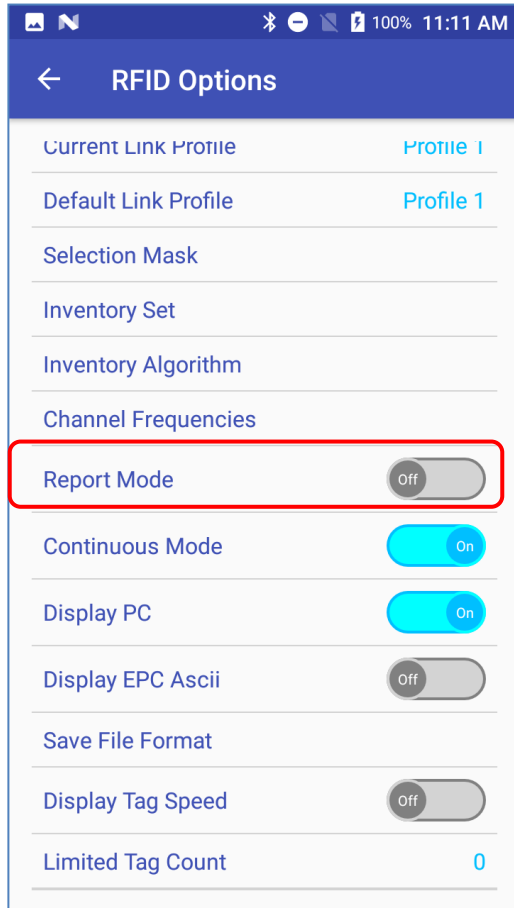 100% 11:11 AM
RFID Options
Current Link Profile Profile 1
Default Link Profile Profile 1
Selection Mask
Inventory Set
Inventory Algorithm
Channel Frequencies
Report Mode Off
Continuous Mode On
Display PC On
Display EPC Ascii Off
Save File Format
Display Tag Speed Off
Limited Tag Count 0